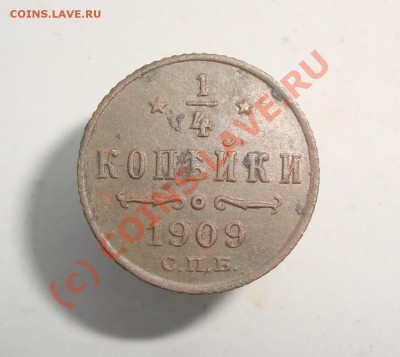 COINS.LAVE.RU
1
4
КОПѢЙКИ
1909
С.П.Б.
(c) COINS.LAVE.RU